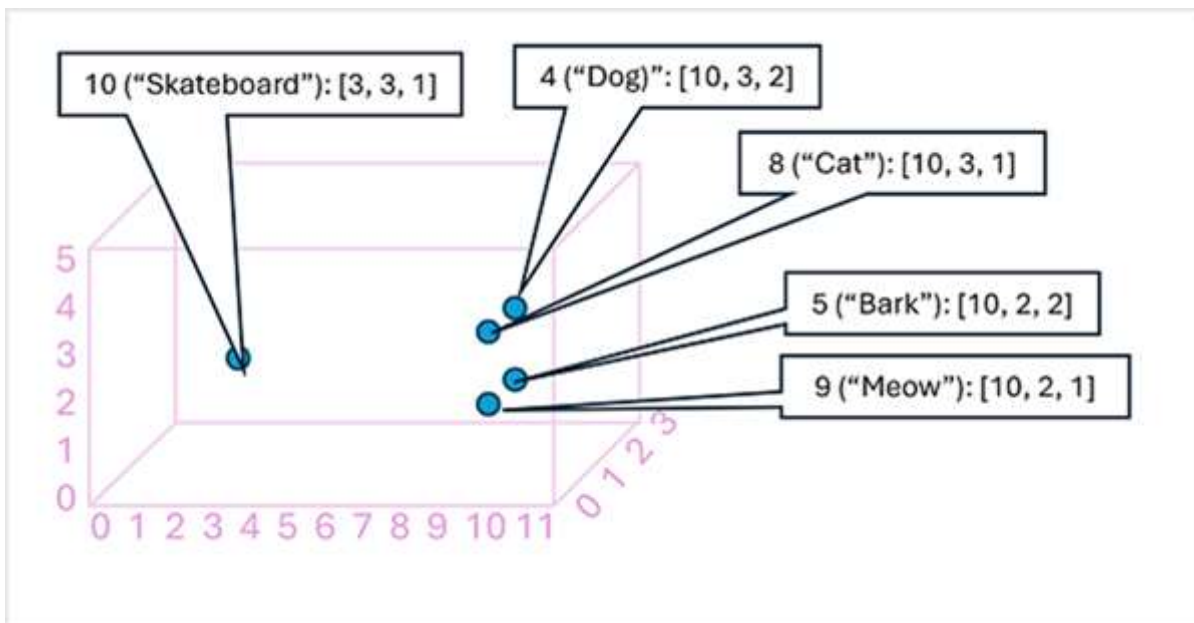 10 (“Skateboard”): [3, 3, 1]
4 (“Dog)”: [10, 3, 2]
8 (“Cat”): [10, 3, 1]
5 (“Bark”): [10, 2, 2]
9 (“Meow”): [10, 2, 1]
5
4
3
2
1
0
0 1 2 3 4 5 6 7 8 9 10 11
0 1 2 3